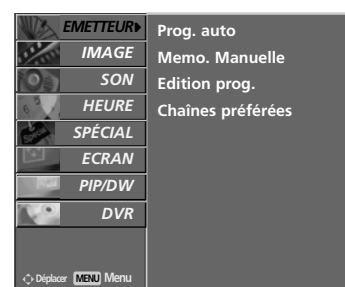 EMETTEUR
IMAGE
SON
HEURE
SPÉCIAL
ECRAN
PIP/DW
DVR
Déplacer MENU Menu
Prog. auto
Memo. Manuelle
Edition prog.
Chaînes préférées